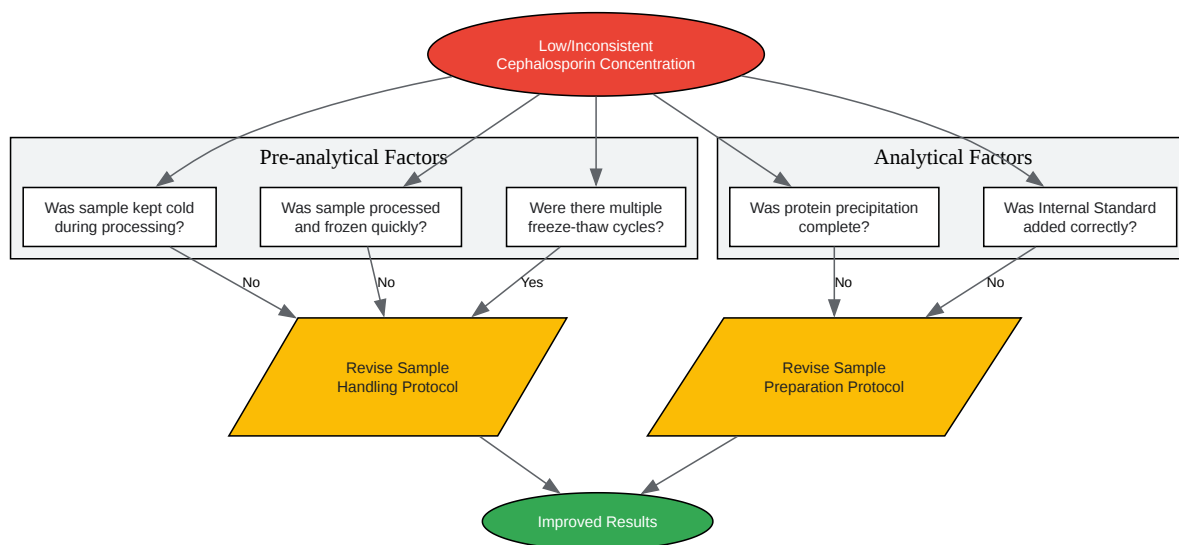 Low/Inconsistent
Cephalosporin Concentration
Pre-analytical Factors
Analytical Factors
Was sample kept cold
during processing?
Was sample processed
and frozen quickly?
Were there multiple
freeze-thaw cycles?
Was protein precipitation
complete?
Was Internal Standard
added correctly?
No
No
Yes
No
No
Revise Sample
Handling Protocol
Revise Sample
Preparation Protocol
Improved Results